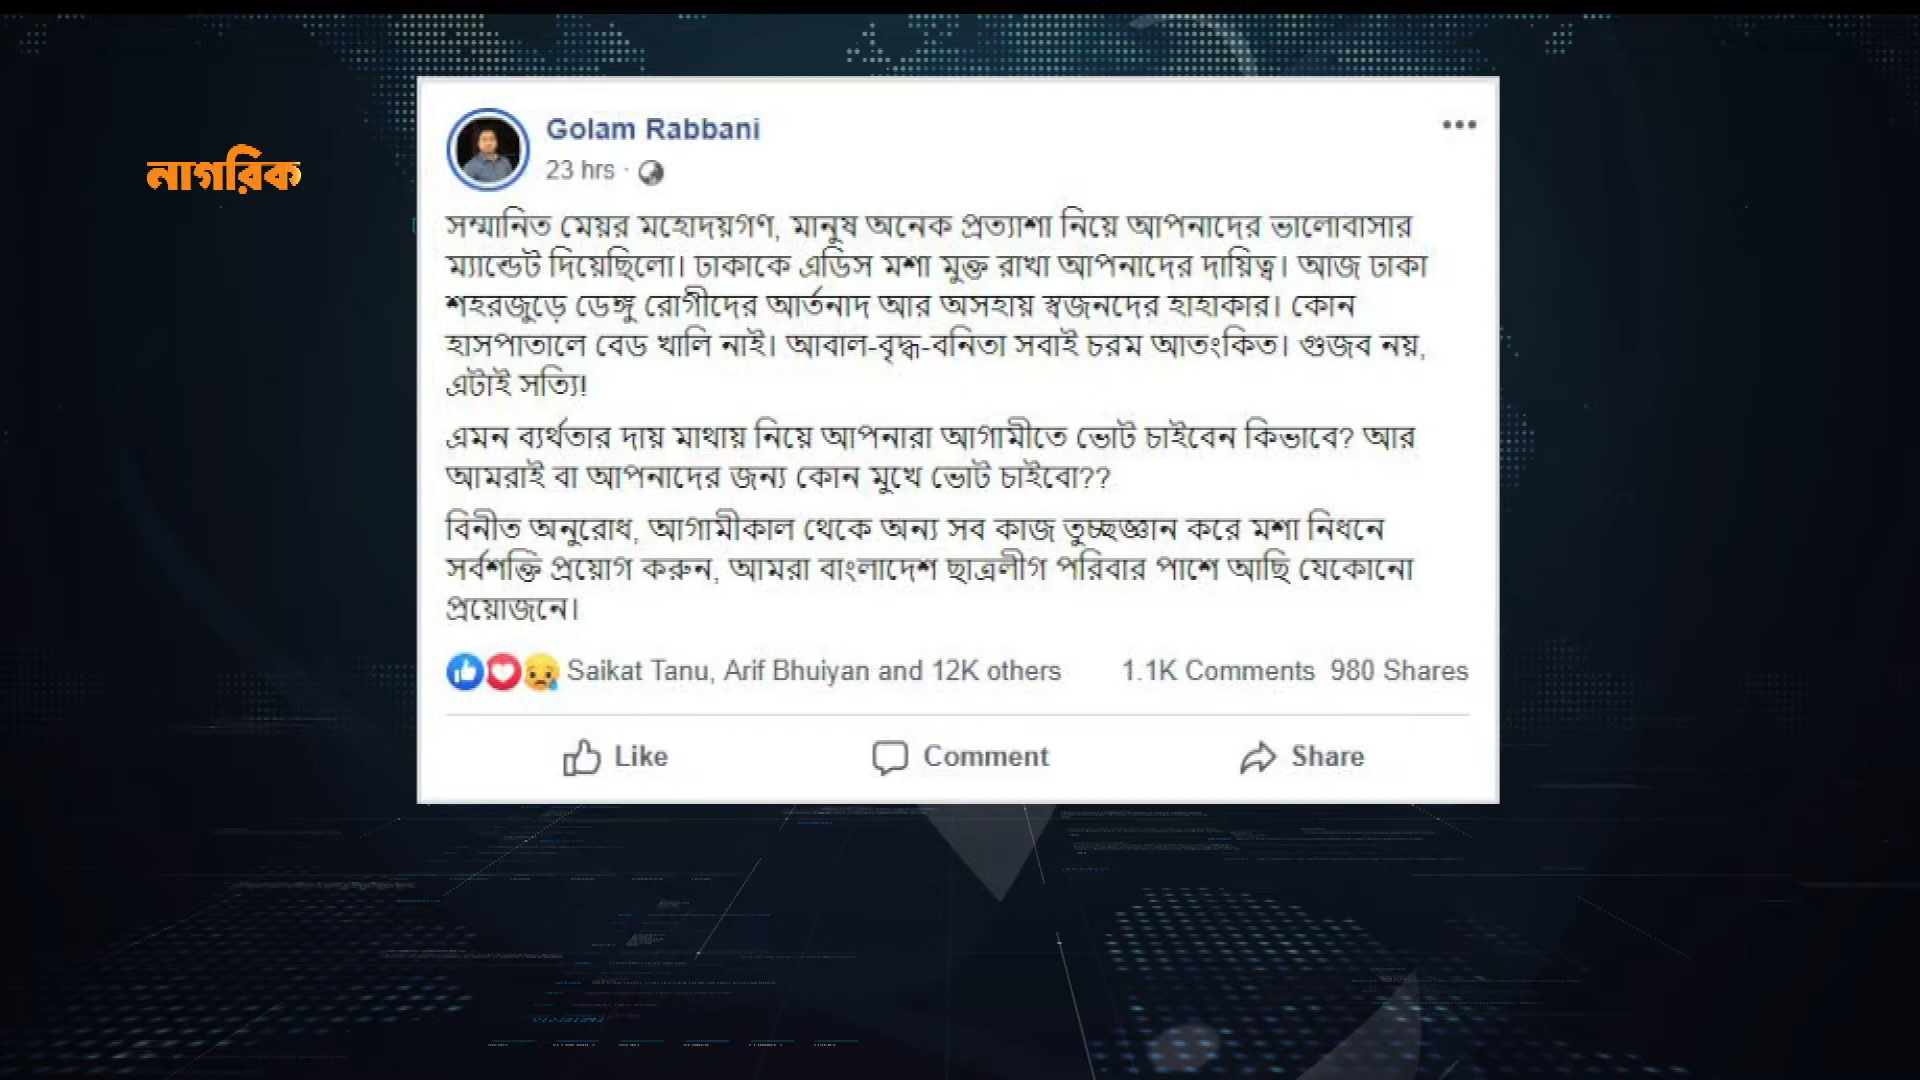 নাগরিক
Golam Rabbani
23 hrs ·
সম্মানিত মেয়র মহোদয়গণ, মানুষ অনেক প্রত্যাশা নিয়ে আপনাদের ভালোবাসার
ম্যান্ডেট দিয়েছিলো। ঢাকাকে এডিস মশা মুক্ত রাখা আপনাদের দায়িত্ব। আজ ঢাকা
শহরজুড়ে ডেঙ্গু রোগীদের আর্তনাদ আর অসহায় স্বজনদের হাহাকার। কোন
হাসপাতালে বেড খালি নাই। আবাল-বৃদ্ধ-বনিতা সবাই চরম আতংকিত। গুজব নয়,
এটাই সত্যি!
এমন ব্যর্থতার দায় মাথায় নিয়ে আপনারা আগামীতে ভোট চাইবেন কিভাবে? আর
আমরাই বা আপনাদের জন্য কোন মুখে ভোট চাইবো??
বিনীত অনুরোধ, আগামীকাল থেকে অন্য সব কাজ তুচ্ছজ্ঞান করে মশা নিধনে
সর্বশক্তি প্রয়োগ করুন, আমরা বাংলাদেশ ছাত্রলীগ পরিবার পাশে আছি যেকোনো
প্রয়োজনে।
Saikat Tanu, Arif Bhuiyan and 12K others 1.1K Comments 980 Shares
Like Comment Share